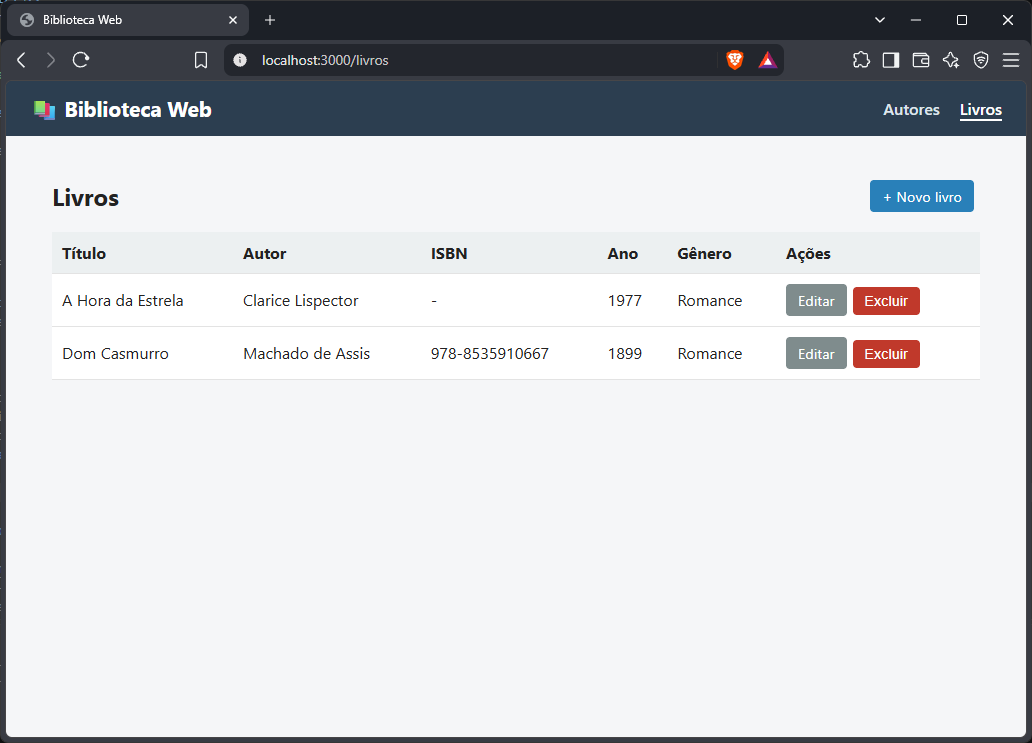 Biblioteca Web
localhost:3000/livros
Biblioteca Web
Autores
Livros
Livros
+ Novo livro
Título Autor ISBN Ano Gênero Ações
A Hora da Estrela Clarice Lispector - 1977 Romance Editar Excluir
Dom Casmurro Machado de Assis 978-8535910667 1899 Romance Editar Excluir